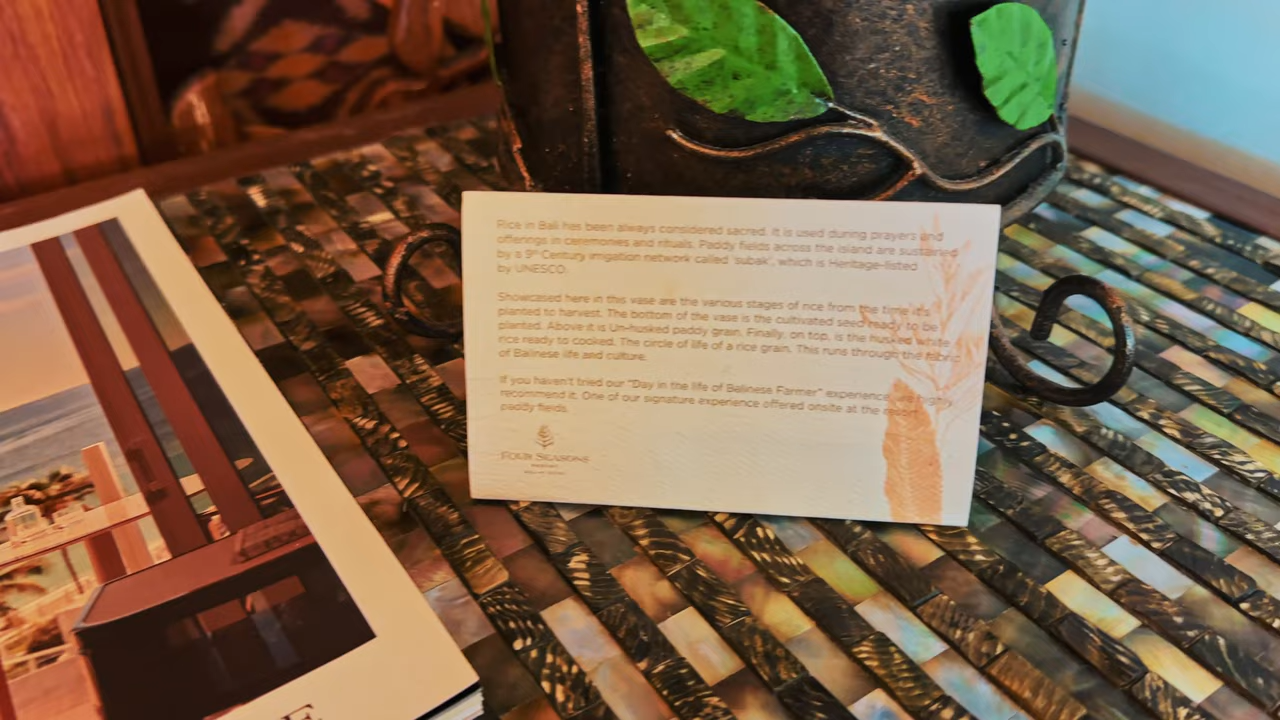 Rice in Bali has been always considered sacred. It is used during prayers and
offerings in ceremonies and rituals. Paddy fields across the island are sustained
by a 9th Century irrigation network called 'subak', which is Heritage-listed
by UNESCO.
Showcased here in this vase are the various stages of rice from the time it's
planted to harvest. The bottom of the vase is the cultivated seed ready to be
planted. Above it is Un-husked paddy grain. Finally, on top, is the husked white
rice ready to cooked. The circle of life of a rice grain. This runs through the fabric
of Balinese life and culture.
If you haven't tried our "Day in the life of Balinese Farmer" experience, we highly
recommend it. One of our signature experience offered onsite at the resort
paddy fields.
FOUR SEASONS